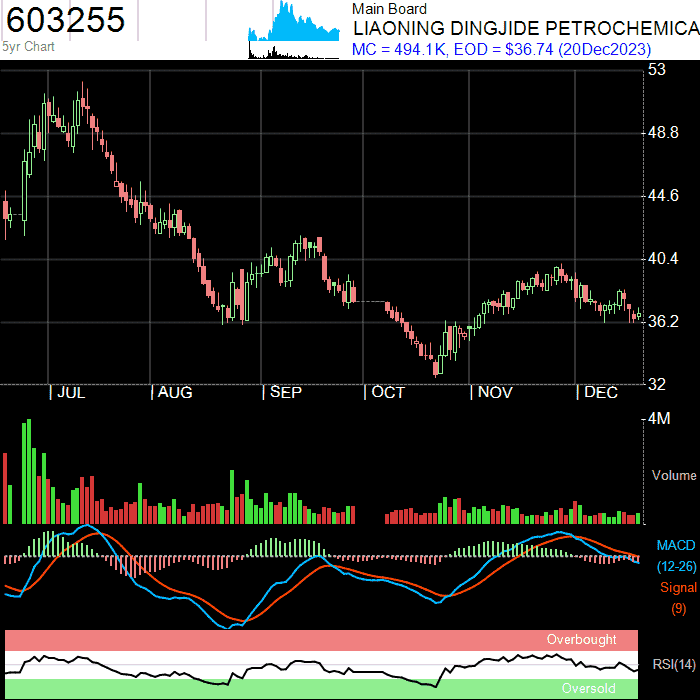 603255
5yr Chart
Main Board
LIAONING DINGJIDE PETROCHEMICA
MC = 494.1K, EOD = $36.74 (20Dec2023)
53
48.8
44.6
40.4
36.2
32
JUL
AUG
SEP
OCT
NOV
DEC
4M
Volume
MACD
(12-26)
Signal
(9)
Overbought
RSI(14)
Oversold